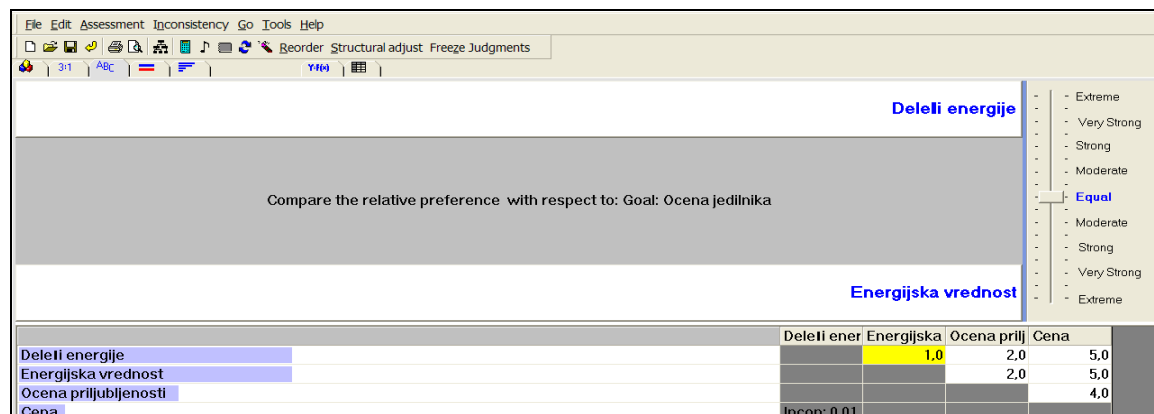 File Edit Assessment Inconsistency Go Tools Help
Reorder Structural adjust Freeze Judgments
3:1 ABC Y=F(x)
Deleži energije
Extreme
Very Strong
Strong
Moderate
Compare the relative preference with respect to: Goal: Ocena jedilnika
Equal
Moderate
Strong
Very Strong
Energijska vrednost
Extreme
Deleži ener Energijska Ocena prilj Cena
Deleži energije 1,0 2,0 5,0
Energijska vrednost 2,0 5,0
Ocena priljubljenosti 4,0
Cena Incon: 0,01